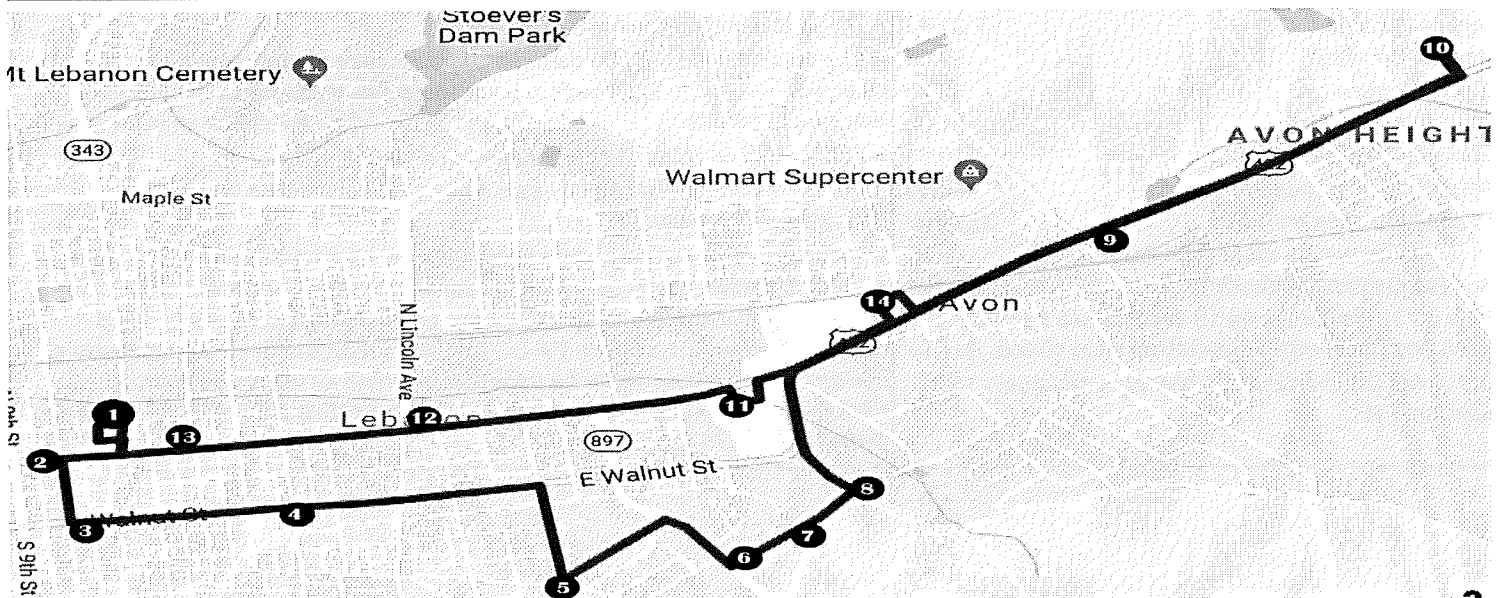 Stoever's
Dam Park
Mt Lebanon Cemetery
10
343
AVON HEIGHT
Walmart Supercenter
Maple St
9
14
Avon
N Lincoln Ave
1
Lebanon
12
11
13
2
897
E Walnut St
8
Walnut St
3
4
7
6
S 9th St
5